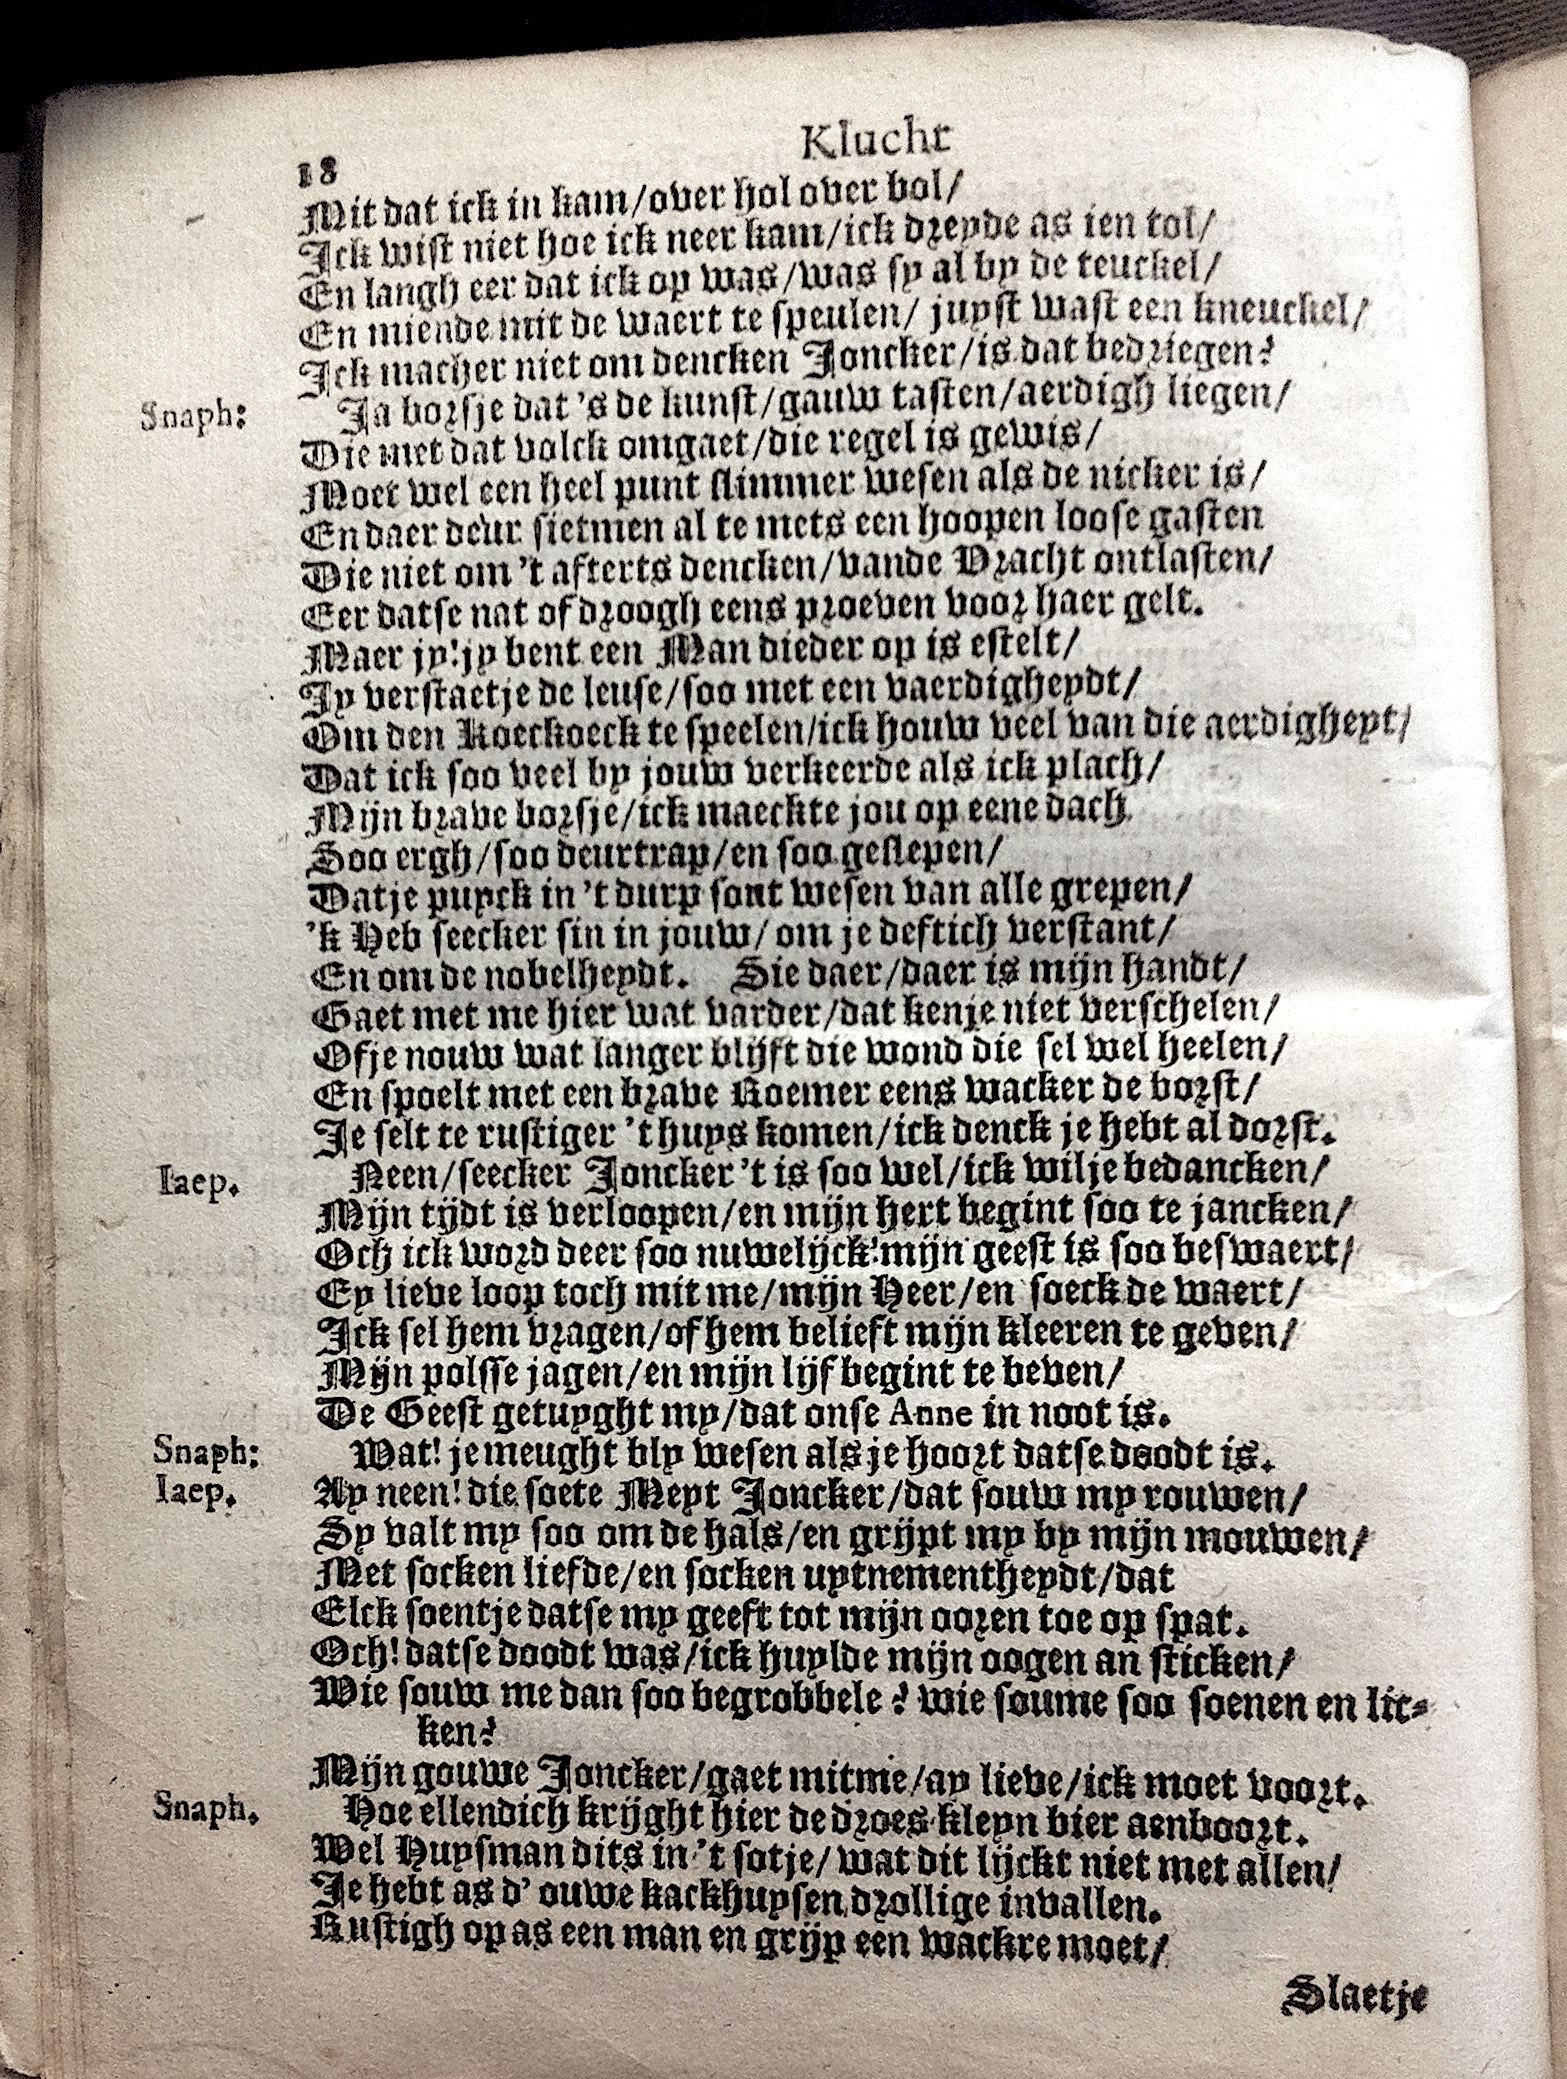 18 Klucht
Mit dat ick in kam/over hol over bol/
Ick wist niet hoe ick neer kam/ick dreyde as ien tol/
En langh eer dat ick op was/was sy al by de teuckel/
En miende mit de waert te speulen/ juyst wast een kneuckel/
Ick macher niet om dencken Joncker/is dat bedriegen?
Snaph: Ja borsje dat 's de kunst/gauw tasten/aerdigh liegen/
Die met dat volck omgaet/die regel is gewis/
Moet wel een heel punt slimmer wesen als de nicker is/
En daer deur sietmen al te mets een hoopen loose gasten
Die niet om 't afterts dencken/vande Vracht ontlasten/
Eer datse nat of droogh eens proeven voor haer gelt.
Maer jy! jy bent een Man dieder op is estelt/
Jy verstaetje de leuse/soo met een vaerdigheydt/
Om den Koeckoeck te speelen/ick houw veel van die aerdigheyt/
Dat ick soo veel by jouw verkeerde als ick plach/
Mijn brave borsje/ick maeckte jou op eene dach
Soo ergh/soo deurtrap/en soo geslepen/
Datje puyck in 't durp sont wesen van alle grepen/
'k Heb seecker sin in jouw/ om je deftich verstant/
En om de nobelheydt. Sie daer/daer is mijn handt/
Gaet met me hier wat varder/dat kenje niet verschelen/
Ofje nouw wat langer blijft die wond die sel wel heelen/
En spoelt met een brave Roemer eens wacker de borst/
Je selt te rustiger 't huys komen/ick denck je hebt al dorst.
Iaep. Neen/seecker Joncker 't is soo wel/ick wilje bedancken/
Mijn tijdt is verloopen/en mijn hert begint soo te jancken/
Och ick word deer soo nuwelijck! mijn geest is soo beswaert/
Ey lieve loop toch mit me/mijn Heer/en soeck de waert/
Ick sel hem vragen/of hem belieft mijn kleeren te geven/
Mijn polsse jagen/en mijn lijf begint te beven/
De Geest getuyght my/dat onse Anne in noot is.
Snaph: Wat! je meught bly wesen als je hoort datse doodt is.
Iaep. Ay neen! die soete Meyt Joncker/dat souw my rouwen/
Sy valt my soo om de hals/en grijpt my by mijn mouwen/
Met socken liefde/en socken uytnementheydt/dat
Elck soentje datse my geeft tot mijn ooren toe op spat.
Och! datse doodt was/ick huylde mijn oogen an sticken/
Wie souw me dan soo begrobbele? wie soume soo soenen en lic-
ken?
Mijn gouwe Joncker/gaet mitme/ay lieve/ick moet voort.
Snaph. Hoe ellendich krijght hier de droes kleyn bier aenboort.
Wel Huysman dits in 't sotje/ wat dit lijckt niet met allen/
Je hebt as d' ouwe kackhuysen drollige invallen.
Rustigh op as een man en grijp een wackre moet/
Slaetje